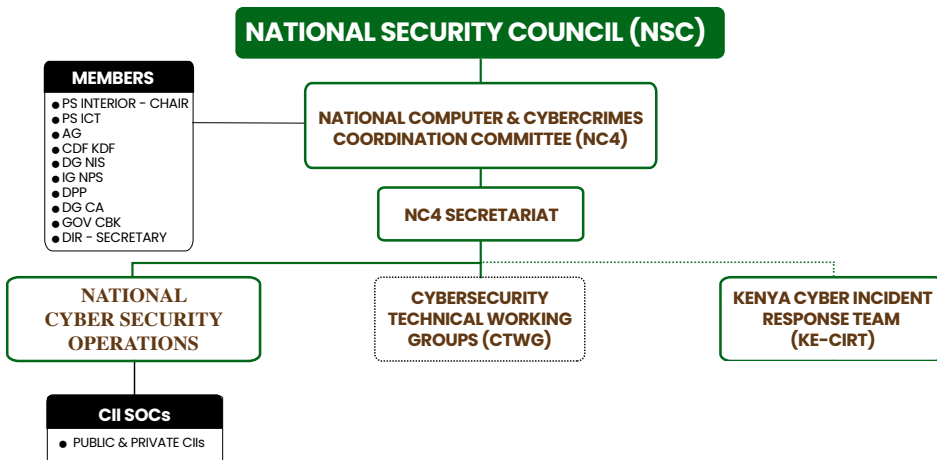 NATIONAL SECURITY COUNCIL (NSC)
MEMBERS
● PS INTERIOR - CHAIR
● PS ICT
● AG
● CDF KDF
● DG NIS
● IG NPS
● DPP
● DG CA
● GOV CBK
● DIR - SECRETARY
NATIONAL COMPUTER & CYBERCRIMES
COORDINATION COMMITTEE (NC4)
NC4 SECRETARIAT
NATIONAL
CYBER SECURITY
OPERATIONS
CYBERSECURITY
TECHNICAL WORKING
GROUPS (CTWG)
KENYA CYBER INCIDENT
RESPONSE TEAM
(KE-CIRT)
CII SOCs
● PUBLIC & PRIVATE CIIs